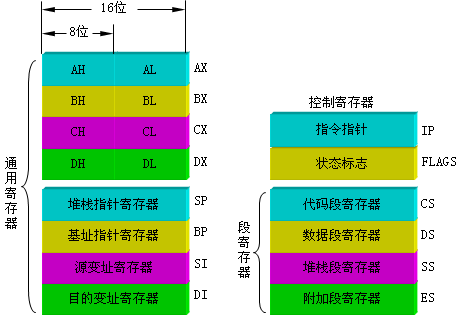 16位
8位
通用寄存器
AH AL AX
BH BL BX
CH CL CX
DH DL DX
堆栈指针寄存器 SP
基址指针寄存器 BP
源变址寄存器 SI
目的变址寄存器 DI
控制寄存器
指令指针 IP
状态标志 FLAGS
段寄存器
代码段寄存器 CS
数据段寄存器 DS
堆栈段寄存器 SS
附加段寄存器 ES